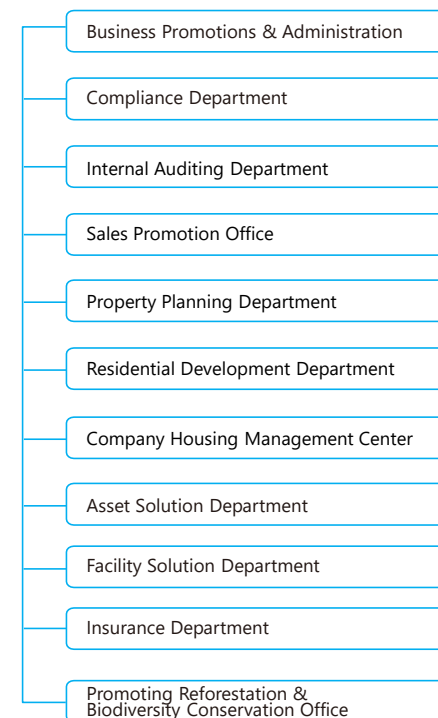 Business Promotions & Administration
Compliance Department
Internal Auditing Department
Sales Promotion Office
Property Planning Department
Residential Development Department
Company Housing Management Center
Asset Solution Department
Facility Solution Department
Insurance Department
Promoting Reforestation &
Biodiversity Conservation Office